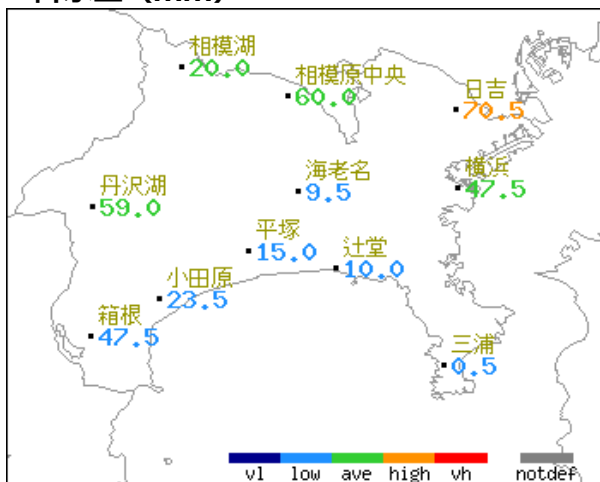 (mm)
相模湖
20.0
相模原中央
60.0
日吉
70.5
海老名
9.5
横浜
47.5
丹沢湖
59.0
平塚
15.0
辻堂
10.0
小田原
23.5
箱根
47.5
三浦
0.5
vl low ave high vh notdef